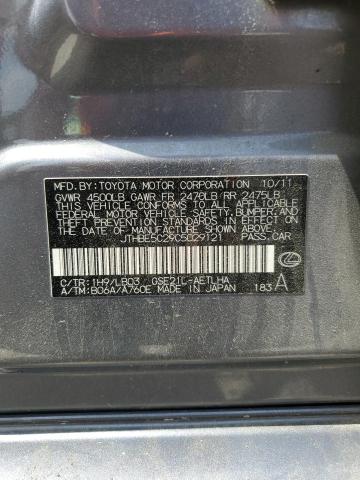 MFD. BY:TOYOTA MOTOR CORPORATION 10/11
GVWR 4500LB GAWR FR 2470LB/RR 2475LB
THIS VEHICLE CONFORMS TO ALL APPLICABLE
FEDERAL MOTOR VEHICLE SAFETY,BUMPER,AND
THEFT PREVENTION STANDARDS IN EFFECT ON
THE DATE OF MANUFACTURE SHOWN ABOVE.
JTHBE5C29C5029121 PASS.CAR
C/TR:1H9/LB03 GSE21L-AETLHA
A/TM:B06A/A760E MADE IN JAPAN 183 A